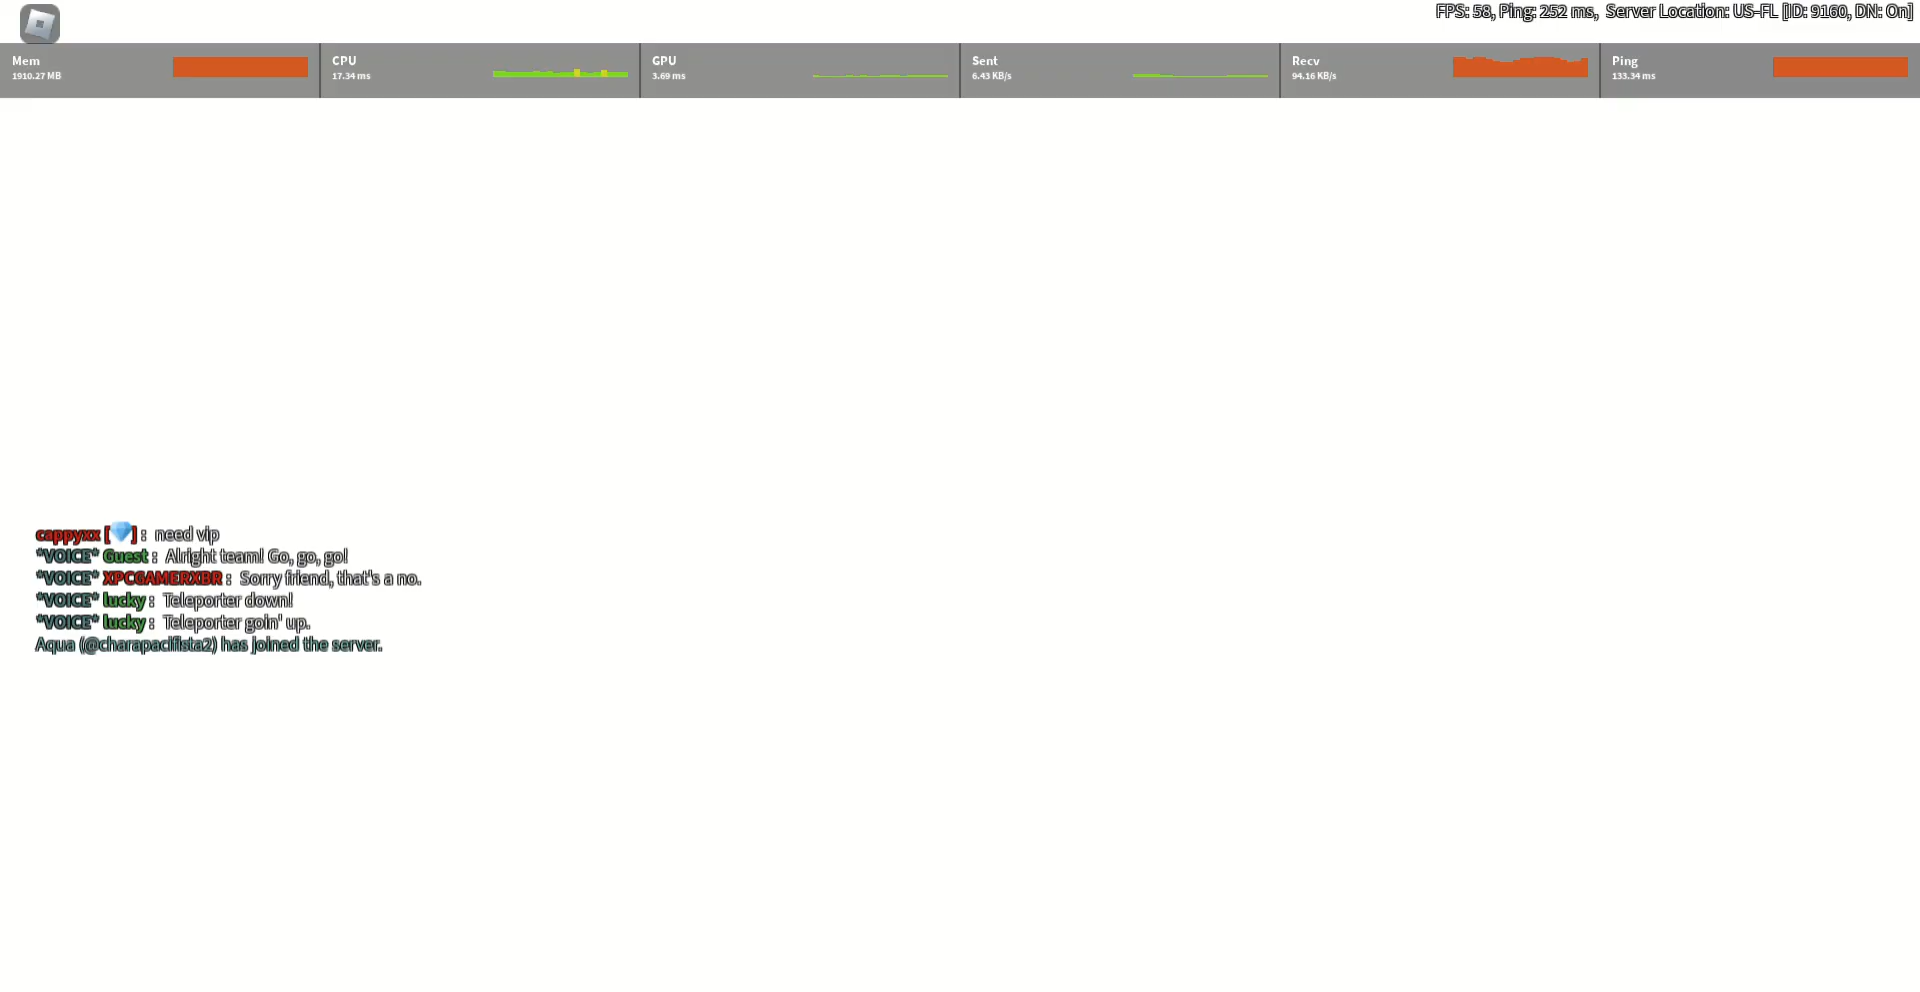 FPS: 58, Ping: 252 ms, Server Location: US-FL [ID: 9160, DN: On]
Mem
1910.27 MB
CPU
17.34 ms
GPU
3.69 ms
Sent
6.43 KB/s
Recv
94.16 KB/s
Ping
133.34 ms
cappyxx [💎] : need vip
*VOICE* Guest : Alright team! Go, go, go!
*VOICE* XPCGAMERXBR : Sorry friend, that's a no.
*VOICE* lucky : Teleporter down!
*VOICE* lucky : Teleporter goin' up.
Aqua (@charapacifista2) has joined the server.